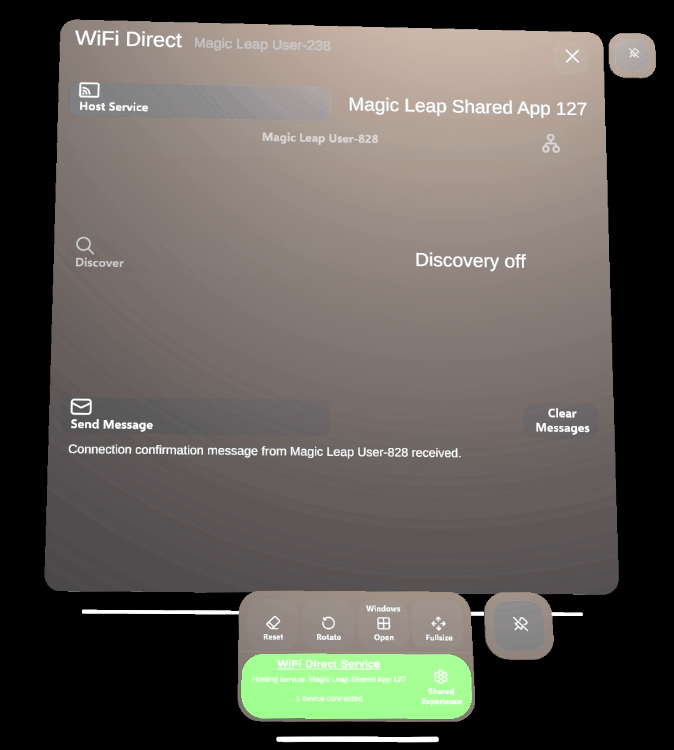 WiFi Direct Magic Leap User-238
Host Service
Magic Leap Shared App 127
Magic Leap User-828
Discover
Discovery off
Send Message
Clear
Messages
Connection confirmation message from Magic Leap User-828 received.
Windows
Reset Rotate Open Fullsize
WiFi Direct Service
Hosting service: Magic Leap Shared App 127
1 device connected
Shared
Experience